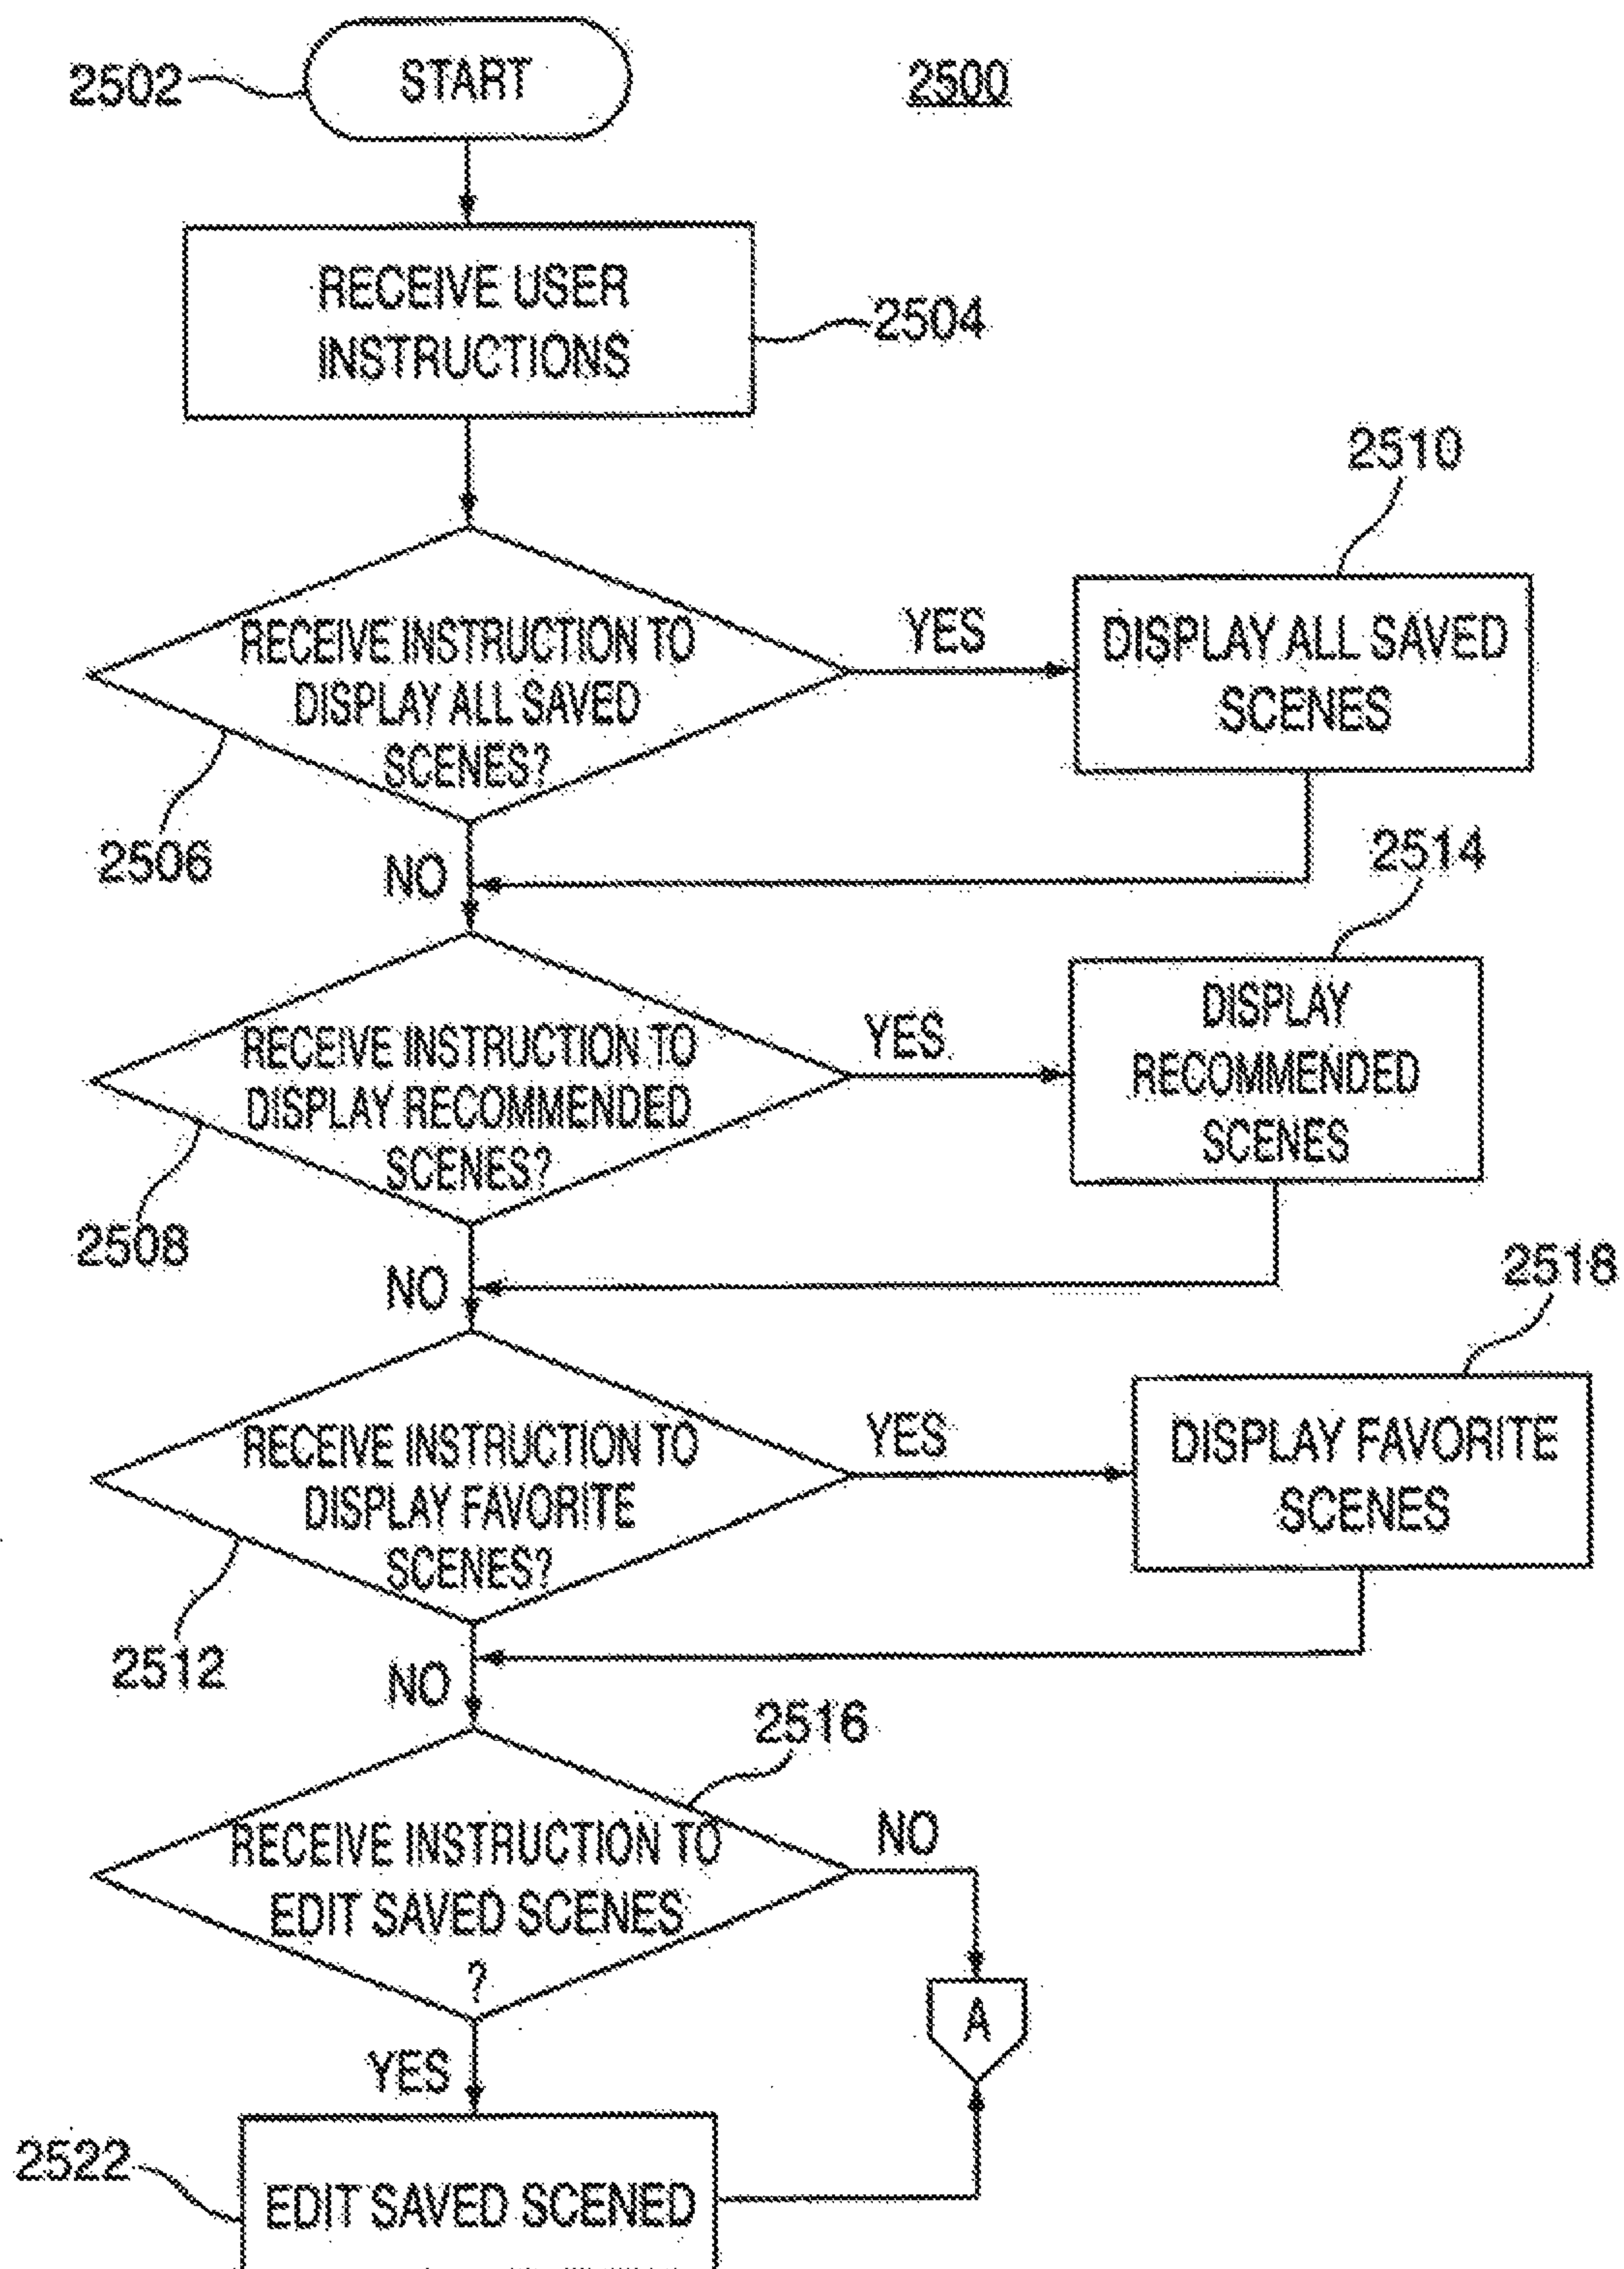 2502
START
2500
RECEIVE USER
INSTRUCTIONS
2504
2510
RECEIVE INSTRUCTION TO
DISPLAY ALL SAVED
SCENES?
YES
DISPLAY ALL SAVED
SCENES
2506
NO
2514
RECEIVE INSTRUCTION TO
DISPLAY RECOMMENDED
SCENES?
YES
DISPLAY
RECOMMENDED
SCENES
2508
NO
2518
RECEIVE INSTRUCTION TO
DISPLAY FAVORITE
SCENES?
YES
DISPLAY FAVORITE
SCENES
2512
NO
2516
RECEIVE INSTRUCTION TO
EDIT SAVED SCENES
?
NO
A
YES
2522
EDIT SAVED SCENED